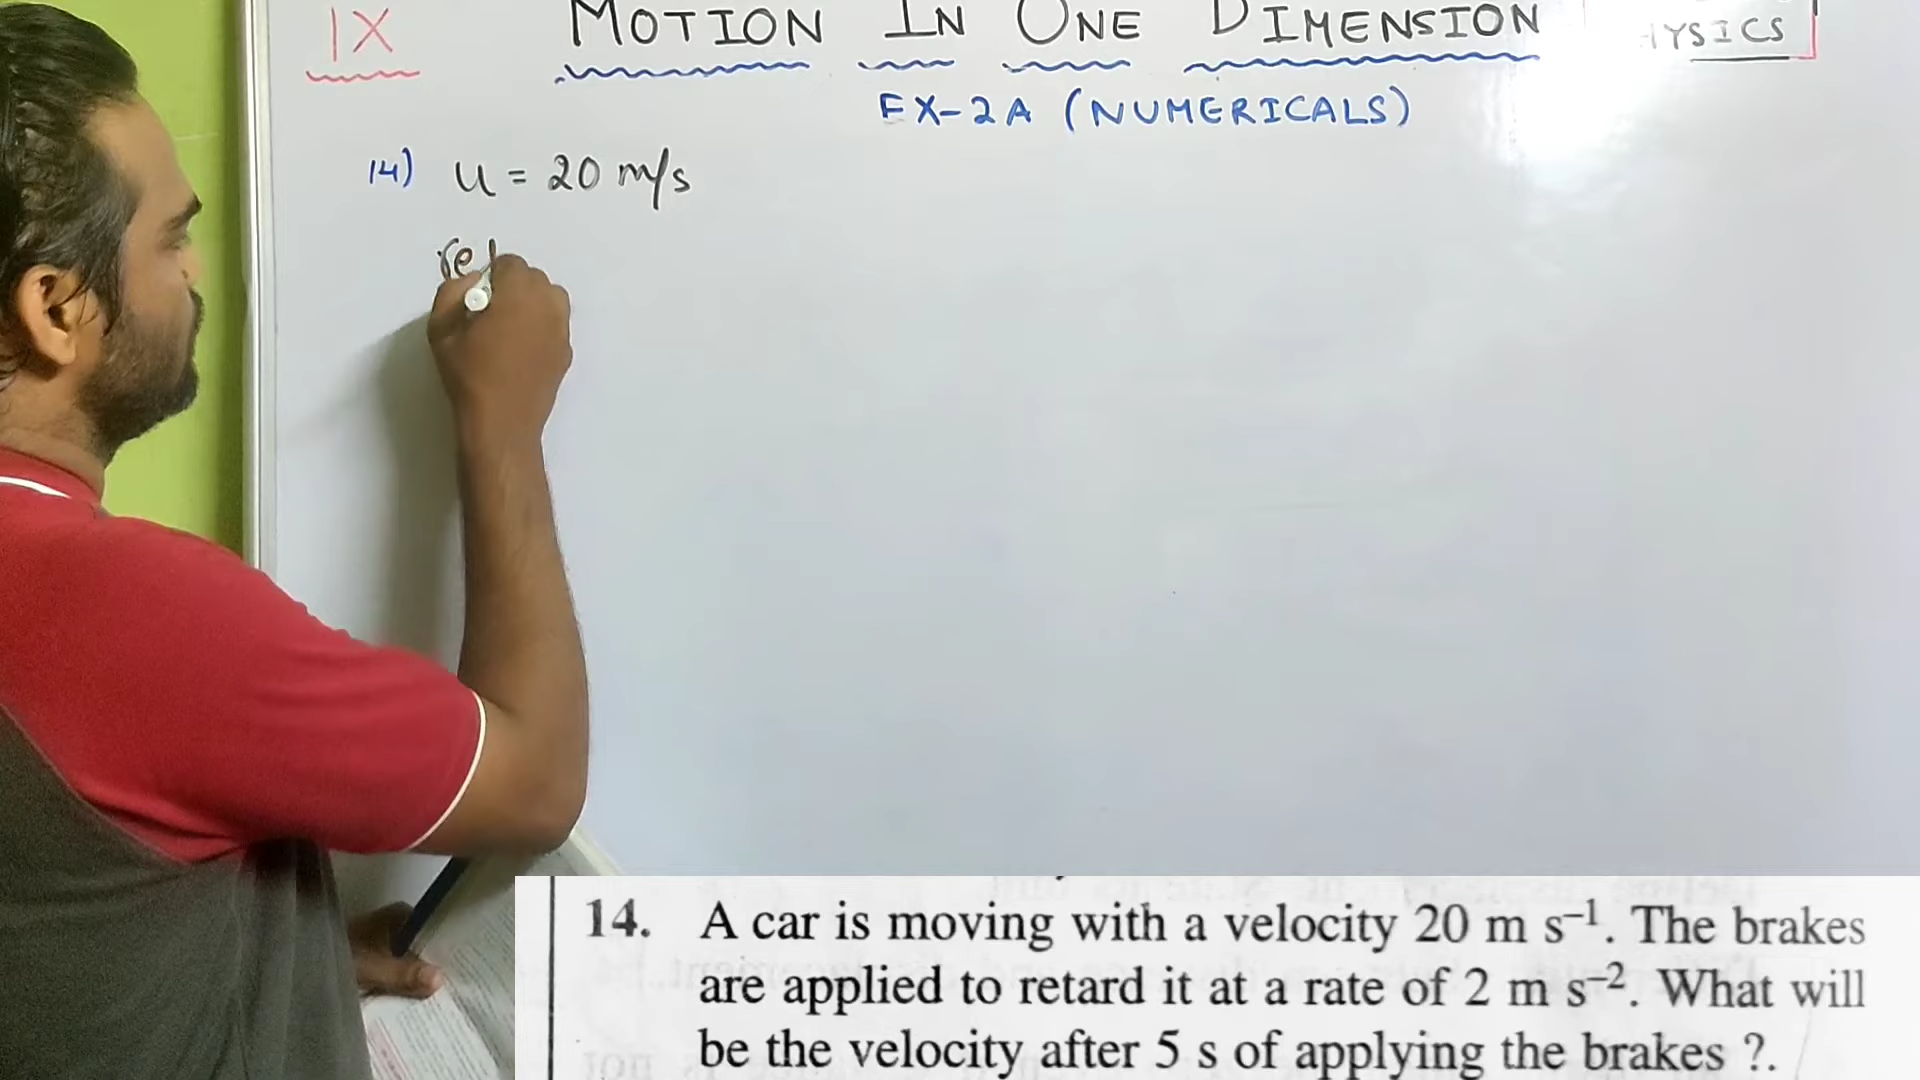 IX
MOTION IN ONE DIMENSION
YSICS
EX-2A (NUMERICALS)
14) u = 20 m/s
re
14. A car is moving with a velocity 20 m s⁻¹. The brakes
are applied to retard it at a rate of 2 m s⁻². What will
be the velocity after 5 s of applying the brakes ?.